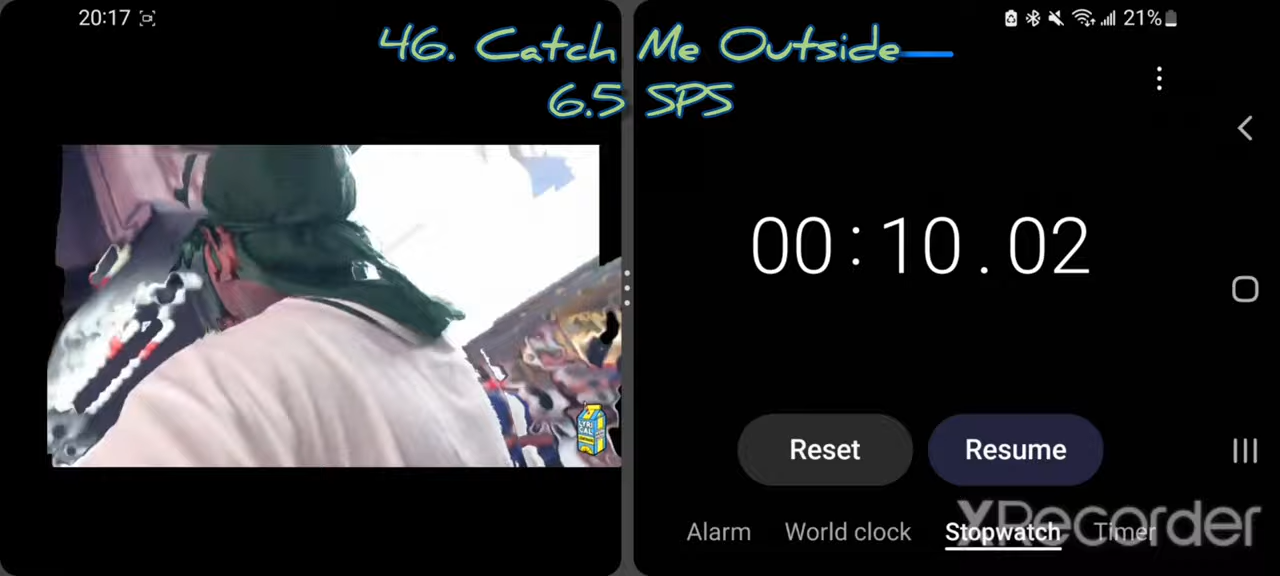 20:17
21%
46. Catch Me Outside
6.5 SPS
00:10.02
LYRICAL
Reset
Resume
Alarm
World clock
Stopwatch
Timer
XRecorder